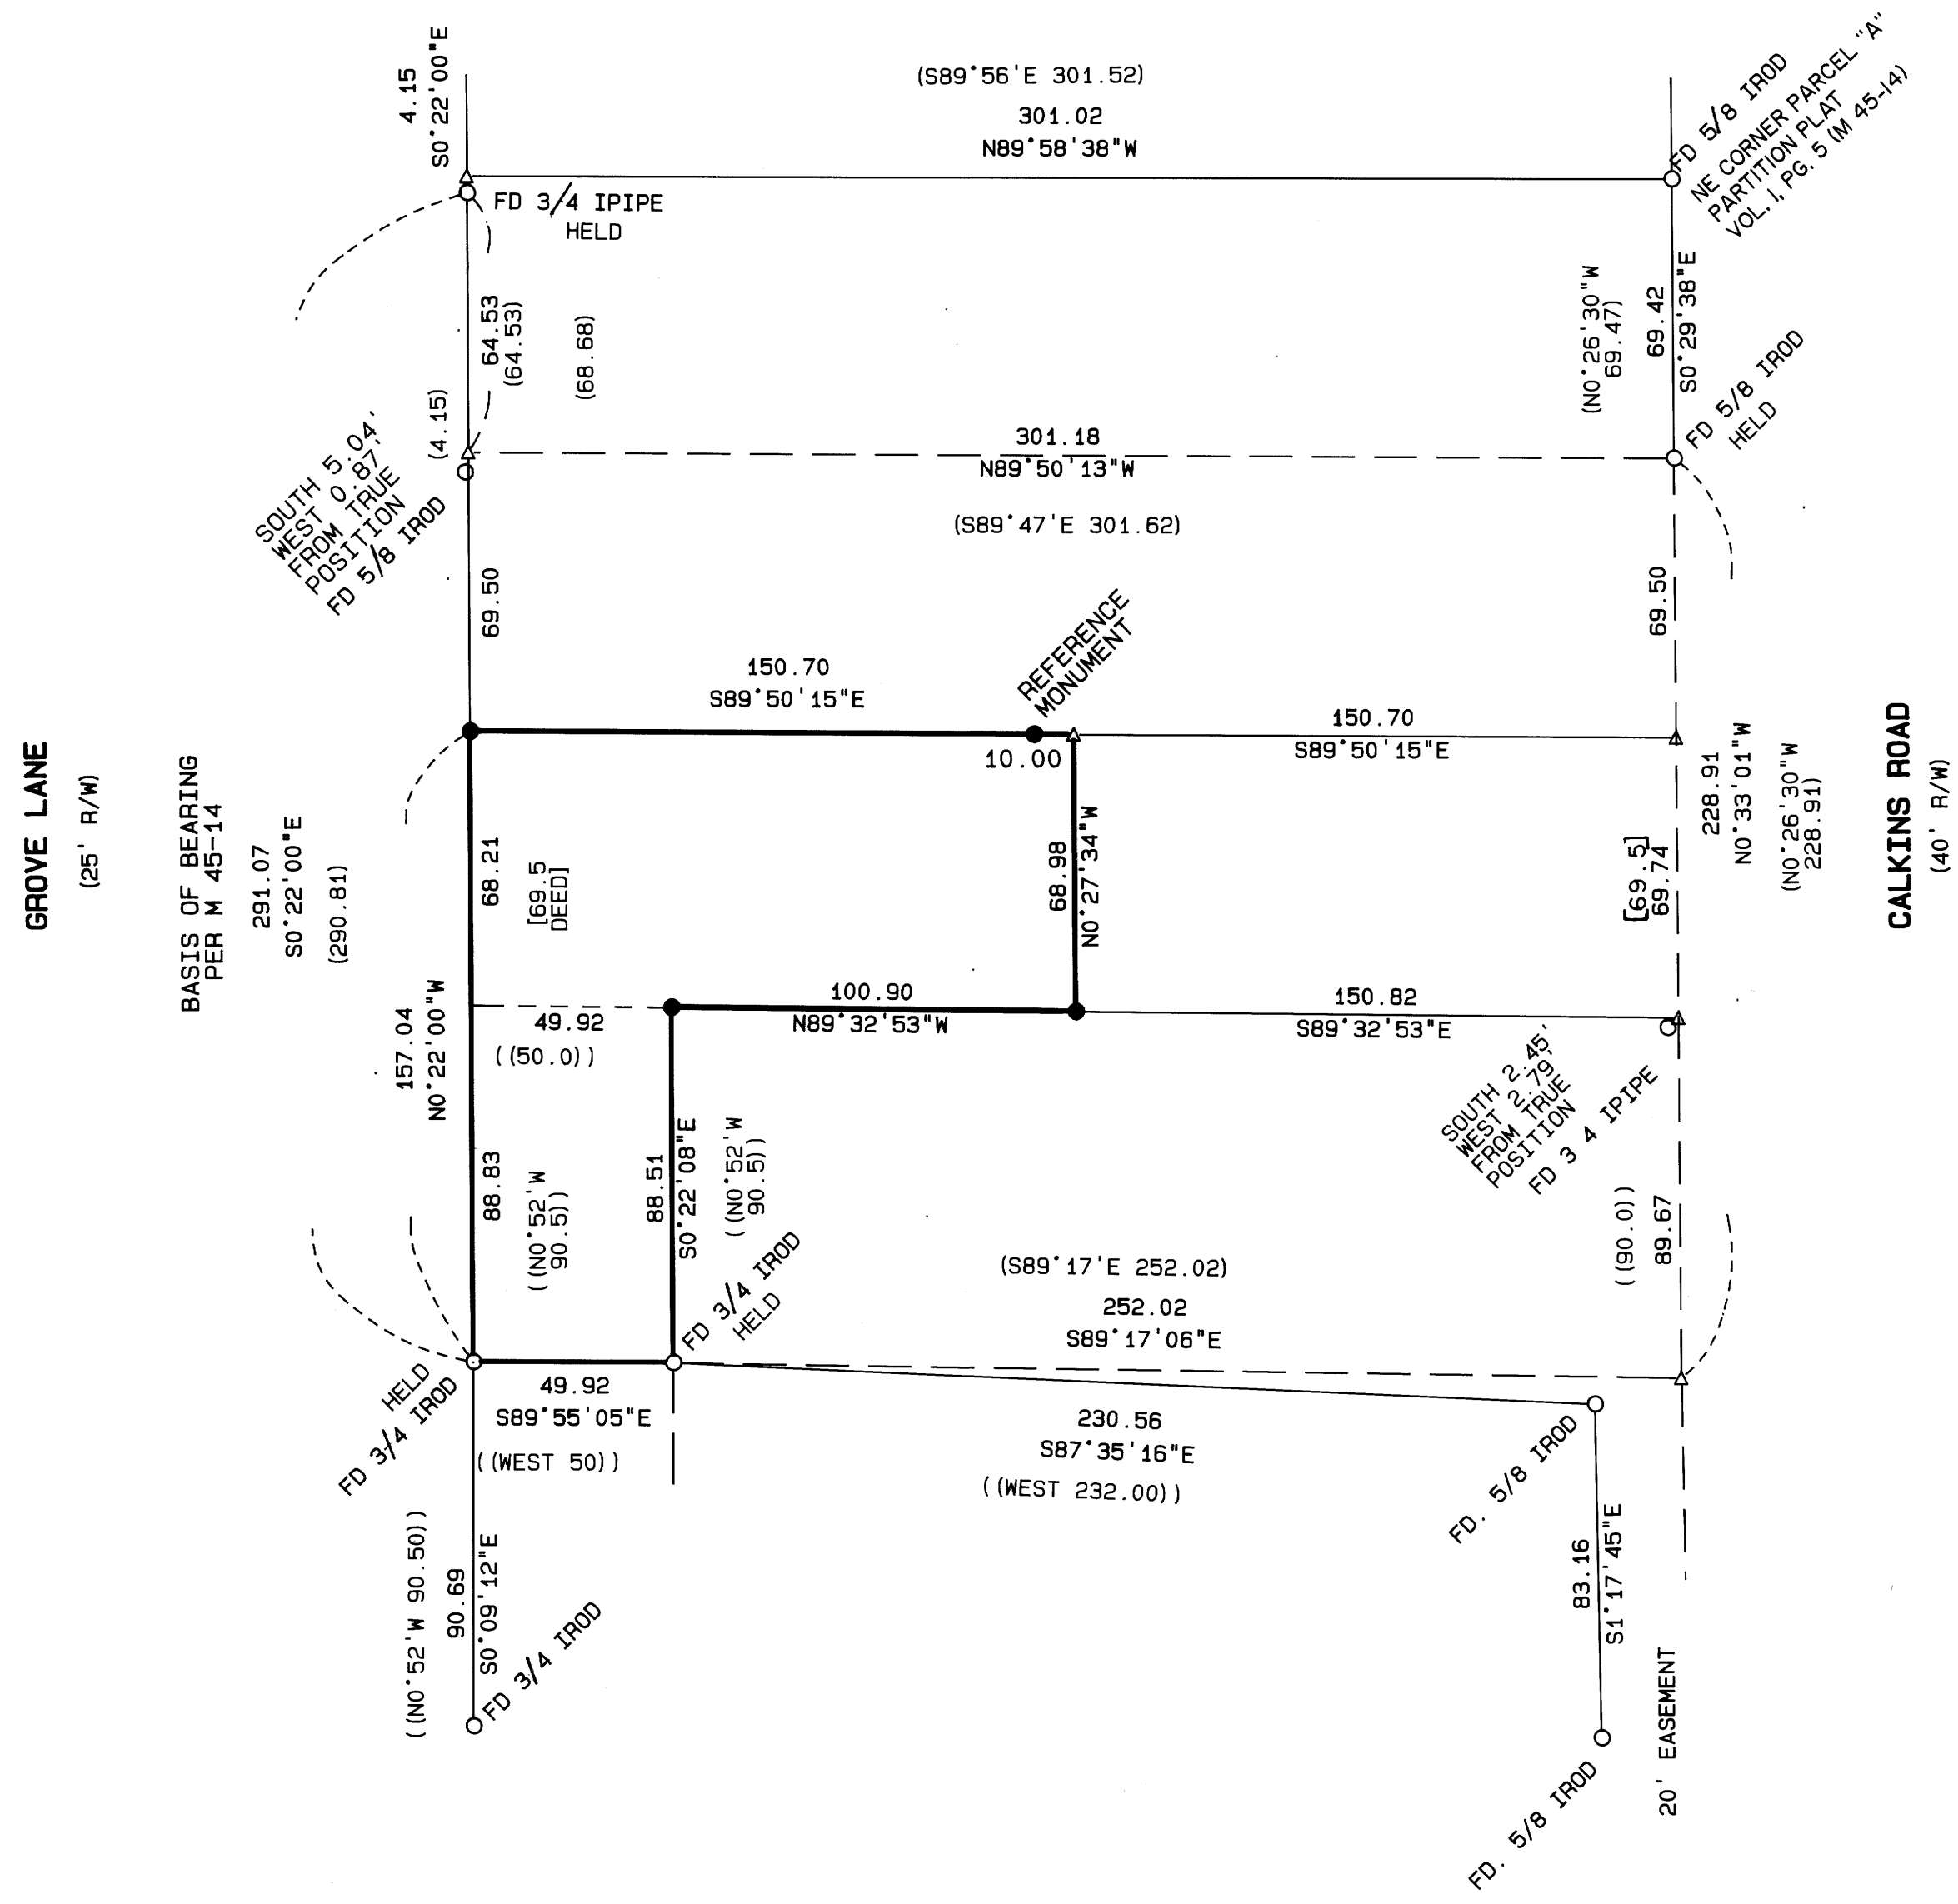 4.15
S0°22'00"E
(S89°56'E 301.52)
301.02
N89°58'38"W
FD 5/8 IROD
NE CORNER PARCEL "A"
PARTITION PLAT
VOL. I, PG. 5 (M 45-14)
FD 3/4 IPIPE
HELD
64.53
(64.53)
(68.68)
(N0°26'30"W
69.47)
69.42
S0°29'38"E
FD 5/8 IROD
HELD
(4.15)
SOUTH 5.04'
WEST 0.87'
FROM TRUE
POSITION
FD 5/8 IROD
301.18
N89°50'13"W
(S89°47'E 301.62)
69.50
69.50
REFERENCE
MONUMENT
150.70
S89°50'15"E
10.00
150.70
S89°50'15"E
GROVE LANE
(25' R/W)
BASIS OF BEARING
PER M 45-14
291.07
S0°22'00"E
(290.81)
68.21
[69.5
DEED]
68.98
N0°27'34"W
[69.5]
69.74
228.91
N0°33'01"W
(N0°26'30"W
228.91)
CALKINS ROAD
(40' R/W)
157.04
N0°22'00"W
49.92
((50.0))
100.90
N89°32'53"W
150.82
S89°32'53"E
SOUTH 2.45'
WEST 2.79'
FROM TRUE
POSITION
FD 3 4 IPIPE
88.83
((N0°52'W
90.5))
88.51
S0°22'08"E
((N0°52'W
90.5))
((90.0))
89.67
FD 3/4 IROD
HELD
(S89°17'E 252.02)
252.02
S89°17'06"E
HELD
FD 3/4 IROD
49.92
S89°55'05"E
((WEST 50))
230.56
S87°35'16"E
((WEST 232.00))
FD. 5/8 IROD
((N0°52'W 90.50))
90.69
S0°09'12"E
FD 3/4 IROD
83.16
S1°17'45"E
20' EASEMENT
FD. 5/8 IROD